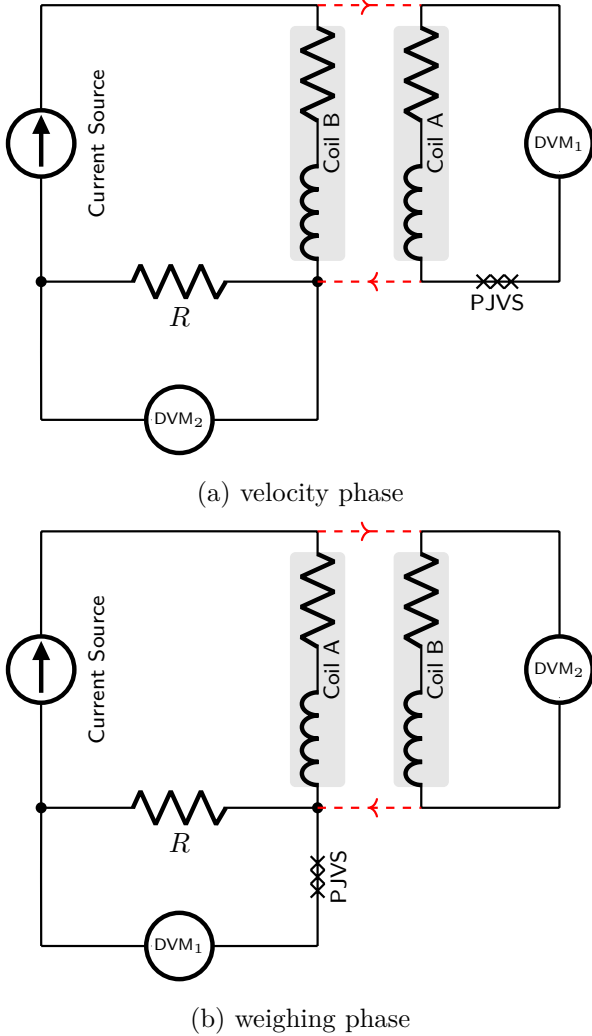 Current Source
Coil B
Coil A
DVM₁
R
PJVS
DVM₂
(a) velocity phase
Current Source
Coil A
Coil B
DVM₂
R
PJVS
DVM₁
(b) weighing phase